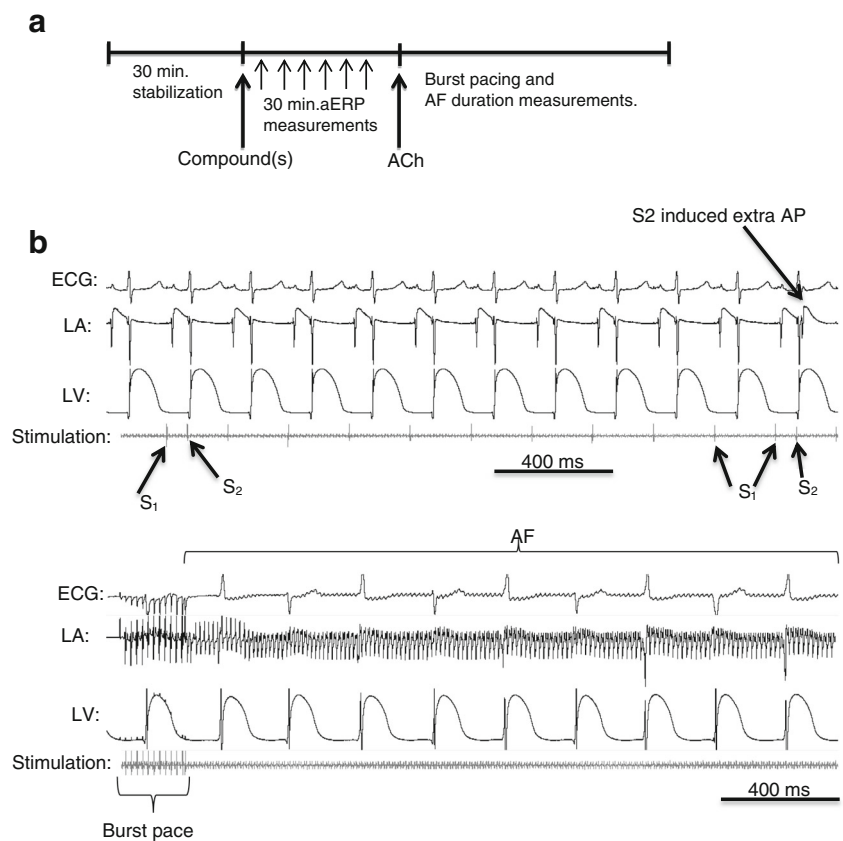 a
30 min.
stabilization
30 min.aERP
measurements
Burst pacing and
AF duration measurements.
Compound(s)
ACh
b
S2 induced extra AP
ECG:
LA:
LV:
Stimulation:
S1
S2
400 ms
S1
S2
AF
ECG:
LA:
LV:
Stimulation:
400 ms
Burst pace